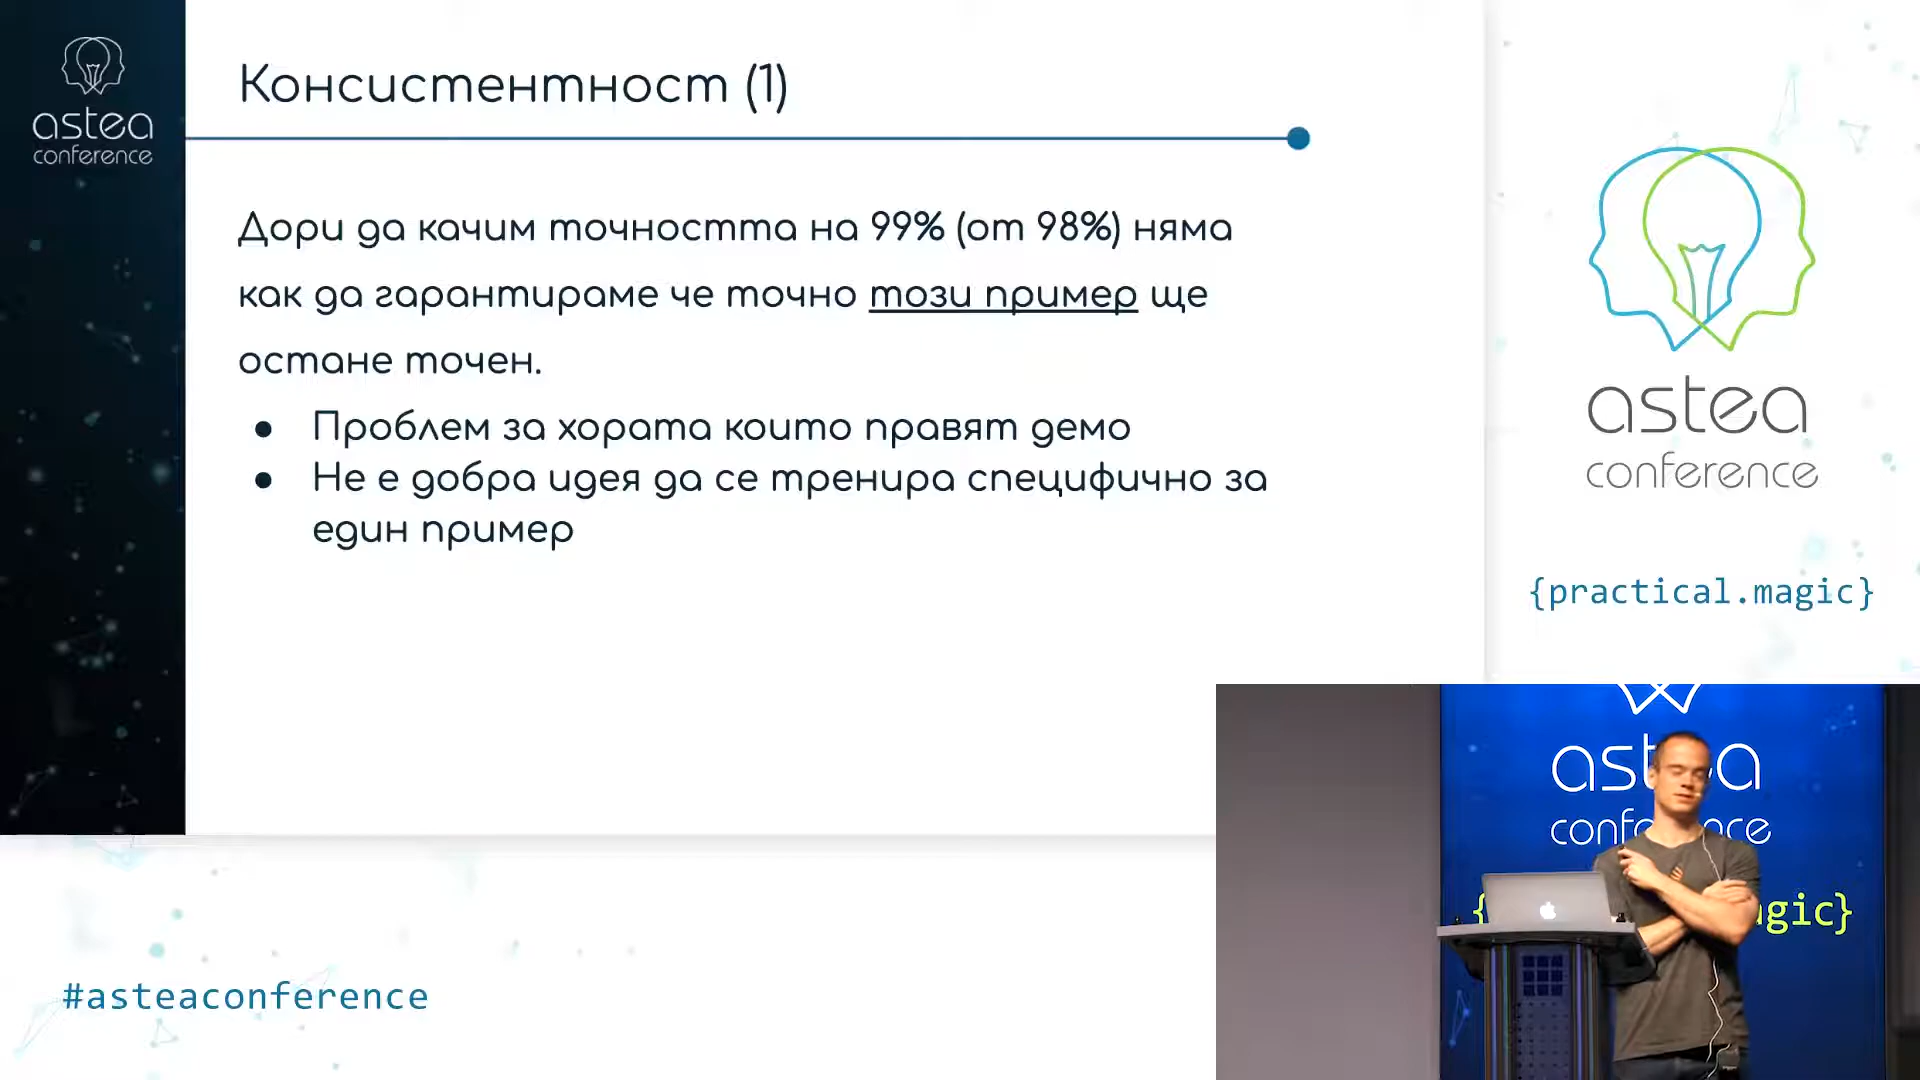 astea
conference
Консистентност (1)
Дори да качим точността на 99% (от 98%) няма
как да гарантираме че точно този пример ще
остане точен.
● Проблем за хората които правят демо
● Не е добра идея да се тренира специфично за
един пример
astea
conference
{practical.magic}
#asteaconference